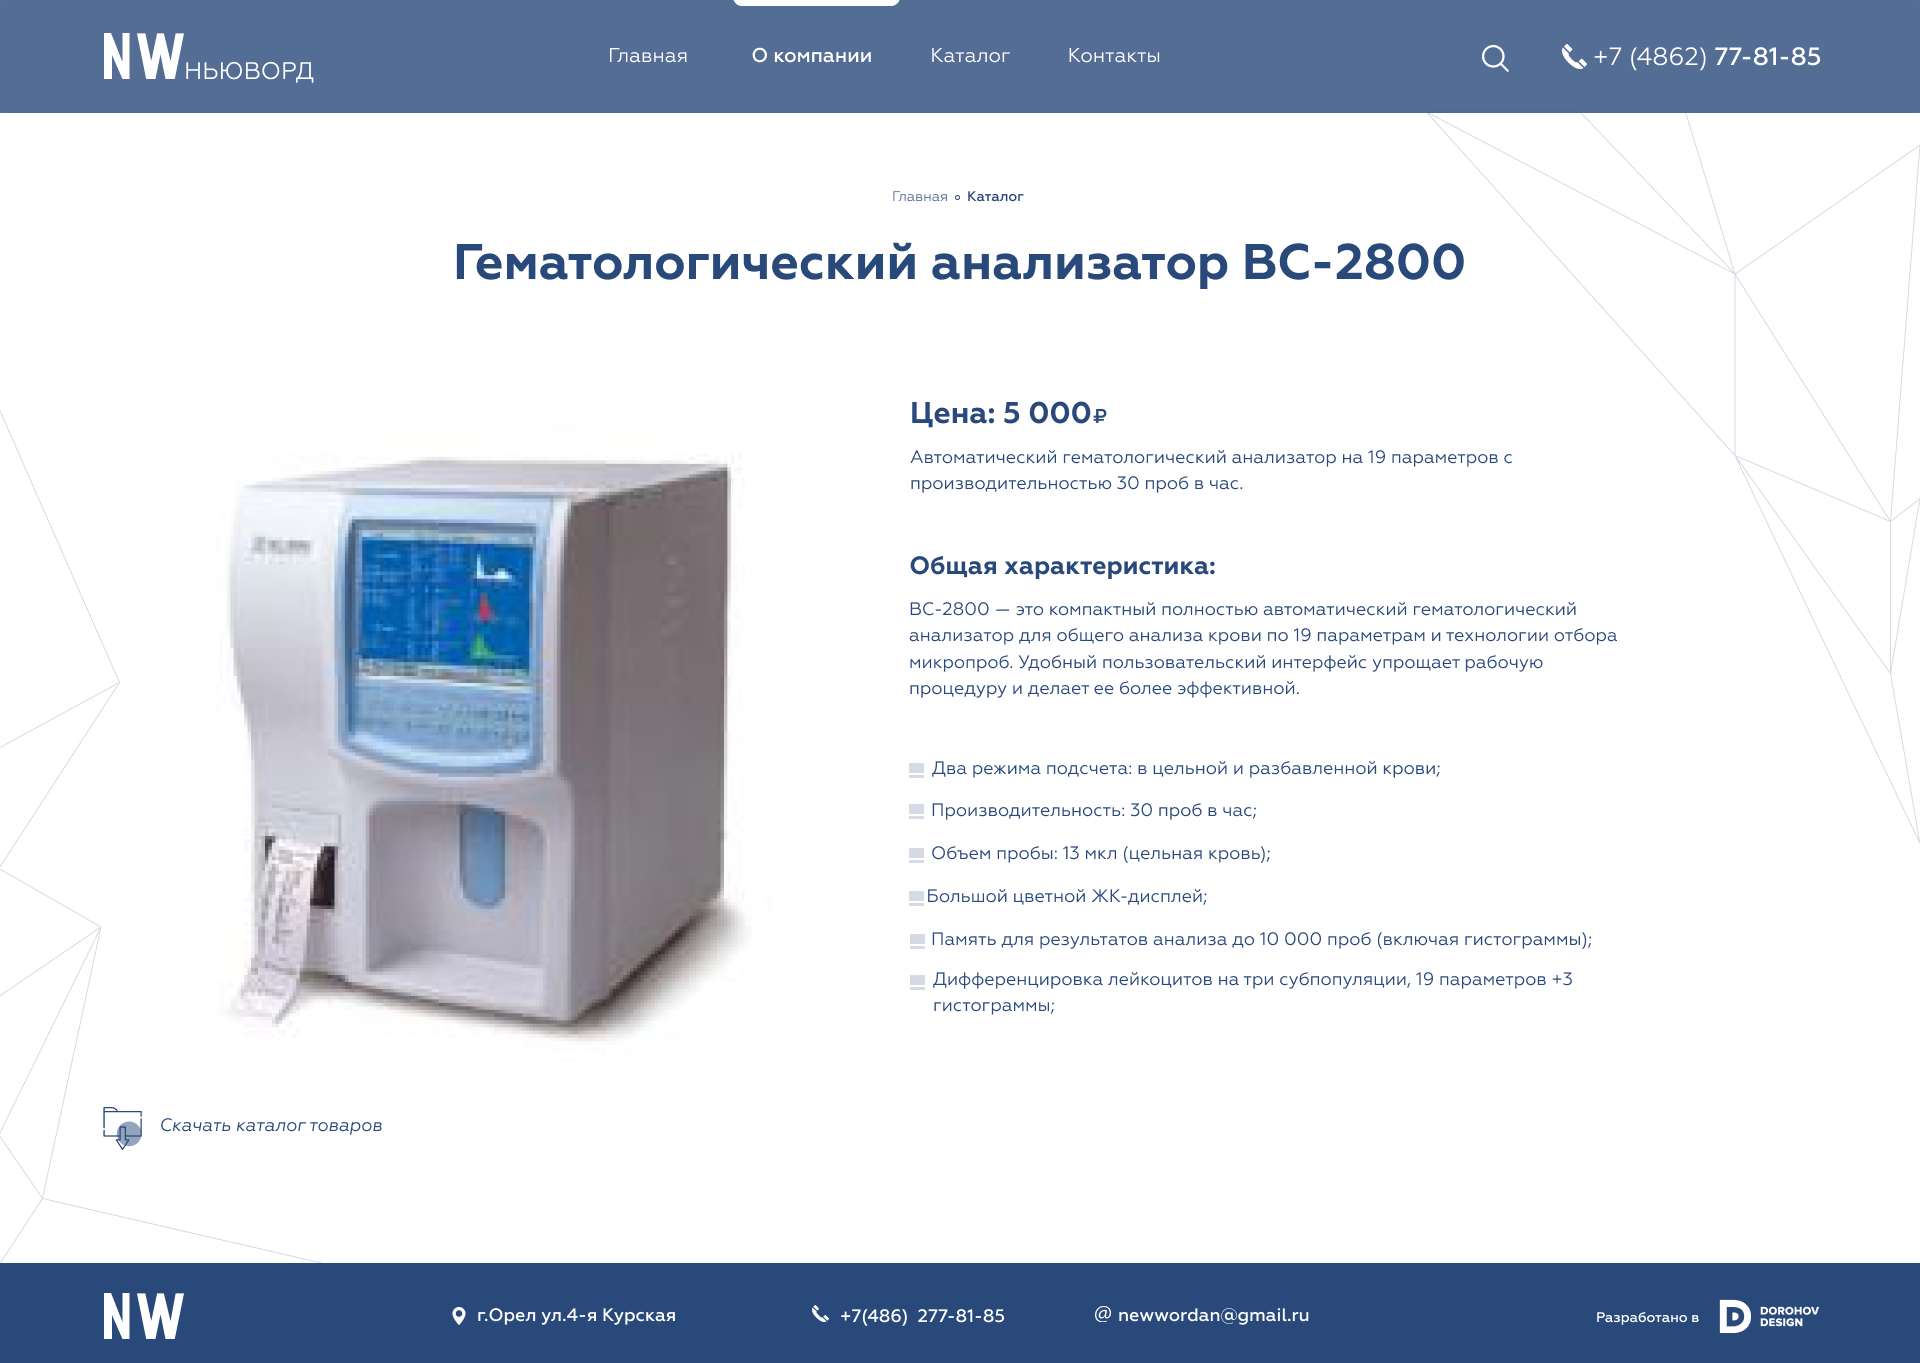 NW НЬЮВОРД
Главная О компании Каталог Контакты
+7 (4862) 77-81-85
Главная Каталог
Гематологический анализатор BC-2800
Цена: 5 000₽
Автоматический гематологический анализатор на 19 параметров с
производительностью 30 проб в час.
Общая характеристика:
BC-2800 — это компактный полностью автоматический гематологический
анализатор для общего анализа крови по 19 параметрам и технологии отбора
микропроб. Удобный пользовательский интерфейс упрощает рабочую
процедуру и делает ее более эффективной.
Два режима подсчета: в цельной и разбавленной крови;
Производительность: 30 проб в час;
Объем пробы: 13 мкл (цельная кровь);
Большой цветной ЖК-дисплей;
Память для результатов анализа до 10 000 проб (включая гистограммы);
Дифференцировка лейкоцитов на три субпопуляции, 19 параметров +3
гистограммы;
Скачать каталог товаров
NW
г.Орел ул.4-я Курская
+7(486) 277-81-85
@ newwordan@gmail.ru
Разработано в
D DOROHOV
DESIGN